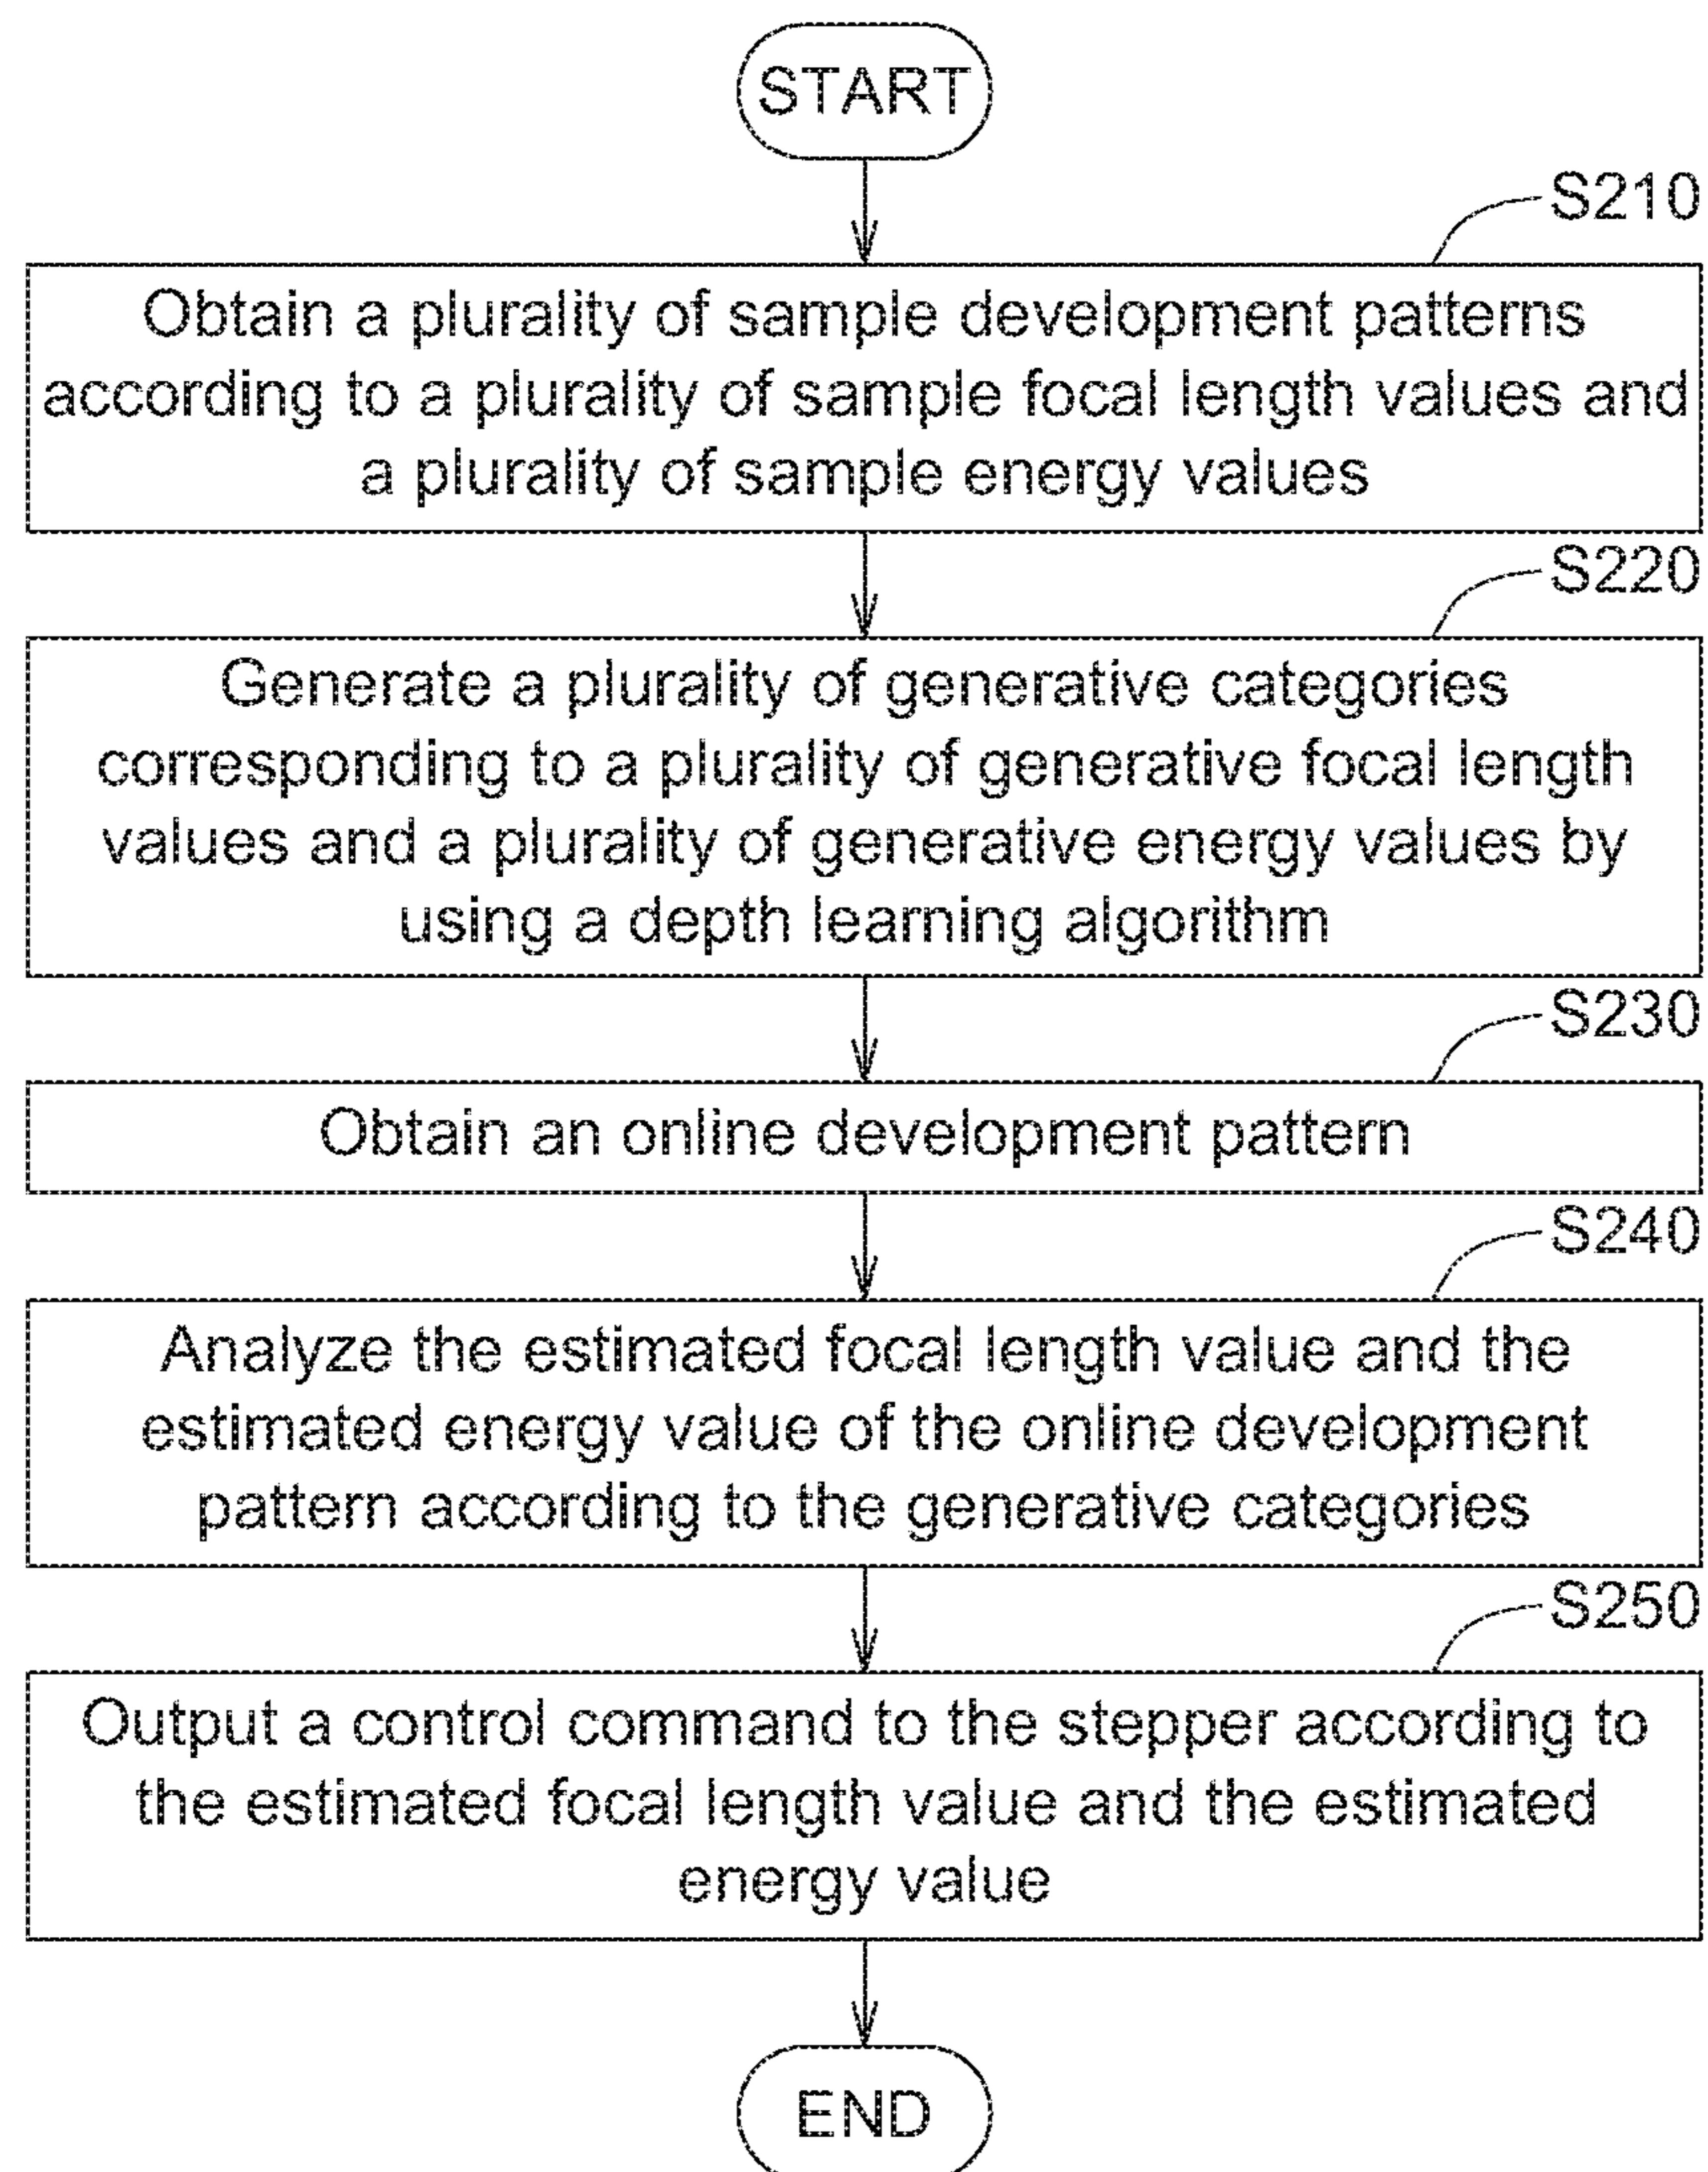 START
S210
Obtain a plurality of sample development patterns
according to a plurality of sample focal length values and
a plurality of sample energy values
S220
Generate a plurality of generative categories
corresponding to a plurality of generative focal length
values and a plurality of generative energy values by
using a depth learning algorithm
S230
Obtain an online development pattern
S240
Analyze the estimated focal length value and the
estimated energy value of the online development
pattern according to the generative categories
S250
Output a control command to the stepper according to
the estimated focal length value and the estimated
energy value
END